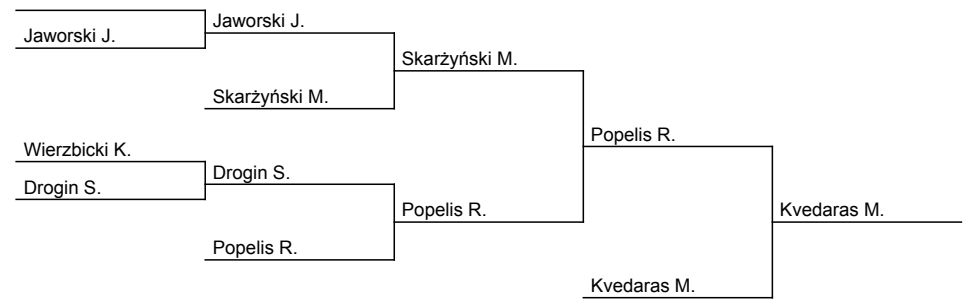 Jaworski J.
Jaworski J.
Skarżyński M.
Skarżyński M.
Popelis R.
Wierzbicki K.
Drogin S.
Drogin S.
Popelis R.
Kvedaras M.
Popelis R.
Kvedaras M.